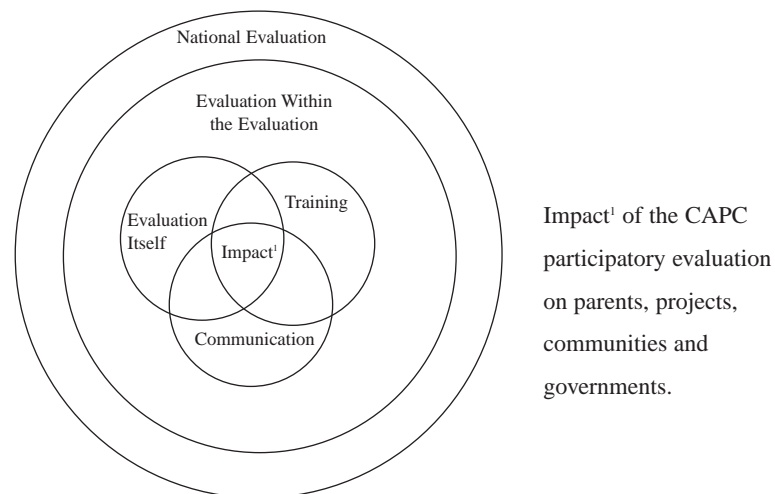 National Evaluation
Evaluation Within
the Evaluation
Training
Evaluation
Itself
Impact¹
Communication
Impact¹ of the CAPC
participatory evaluation
on parents, projects,
communities and
governments.